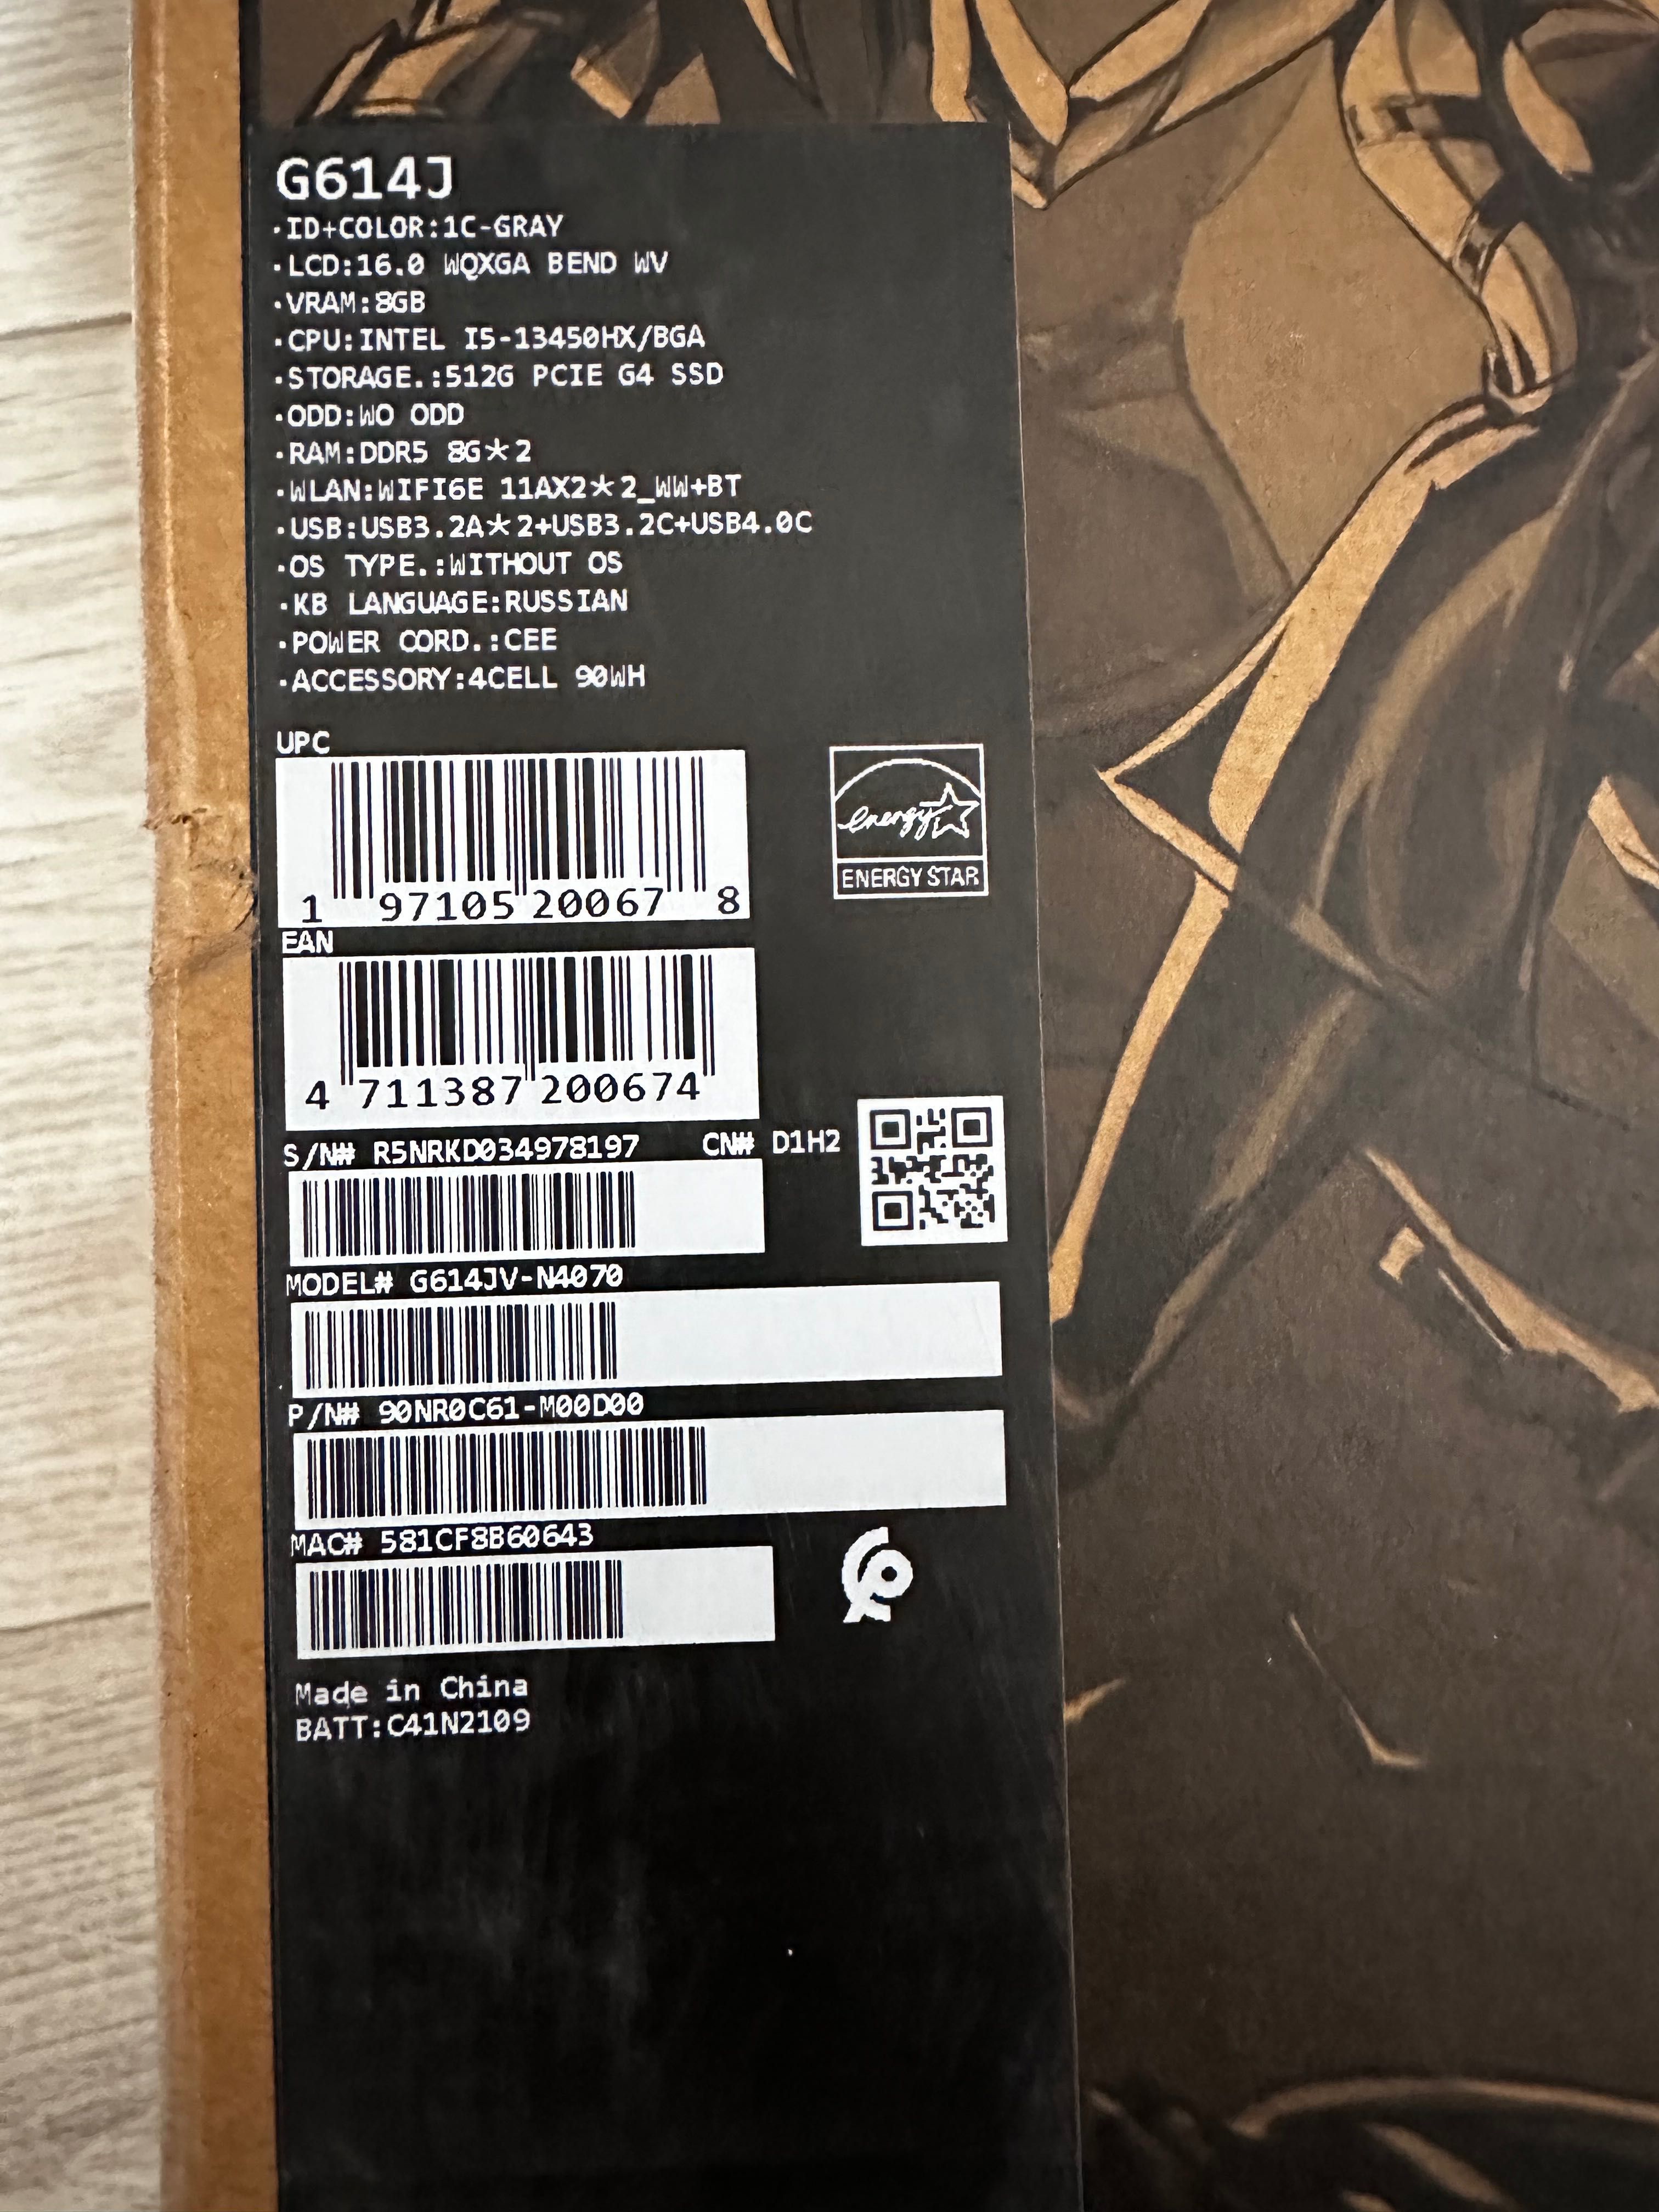 G614J
·ID+COLOR:1C-GRAY
·LCD:16.0 WQXGA BEND WV
·VRAM:8GB
·CPU:INTEL I5-13450HX/BGA
·STORAGE.:512G PCIE G4 SSD
·ODD:WO ODD
·RAM:DDR5 8G*2
·WLAN:WIFI6E 11AX2*2_WW+BT
·USB:USB3.2A*2+USB3.2C+USB4.0C
·OS TYPE.:WITHOUT OS
·KB LANGUAGE:RUSSIAN
·POWER CORD.:CEE
·ACCESSORY:4CELL 90WH
UPC
1 97105 20067 8
energy
ENERGY STAR
EAN
4 711387 200674
S/N# R5NRKD034978197 CN# D1H2
MODEL# G614JV-N4070
P/N# 90NR0C61-M00D00
MAC# 581CF8B60643
Made in China
BATT:C41N2109